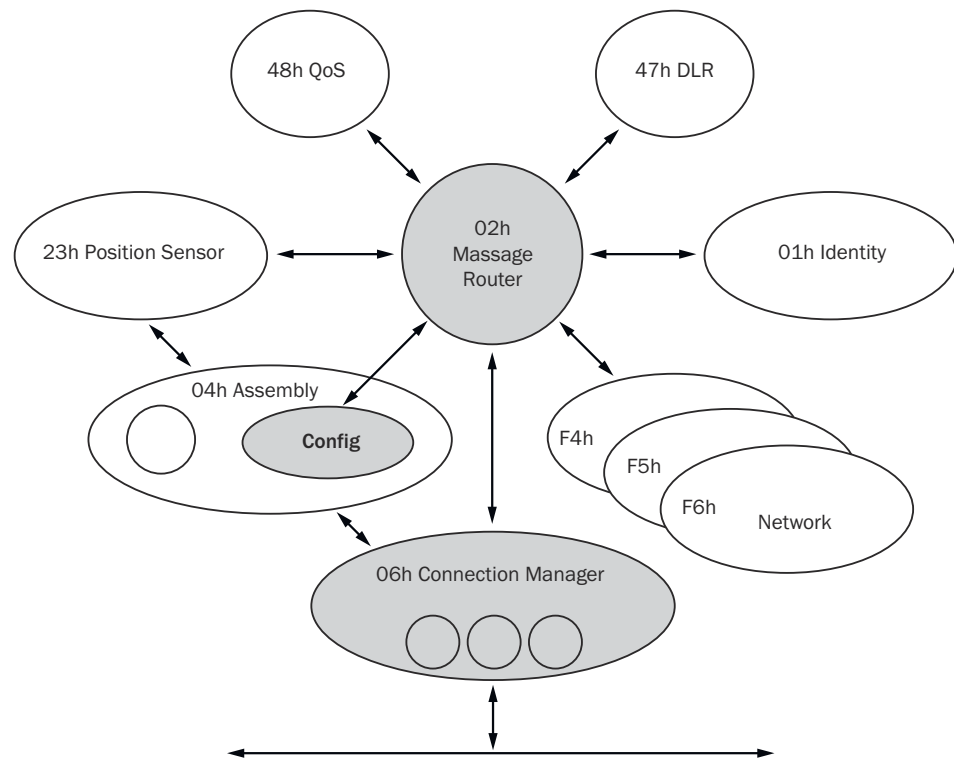 48h QoS
47h DLR
02h
Massage
Router
23h Position Sensor
01h Identity
04h Assembly
Config
F4h
F5h
F6h
Network
06h Connection Manager